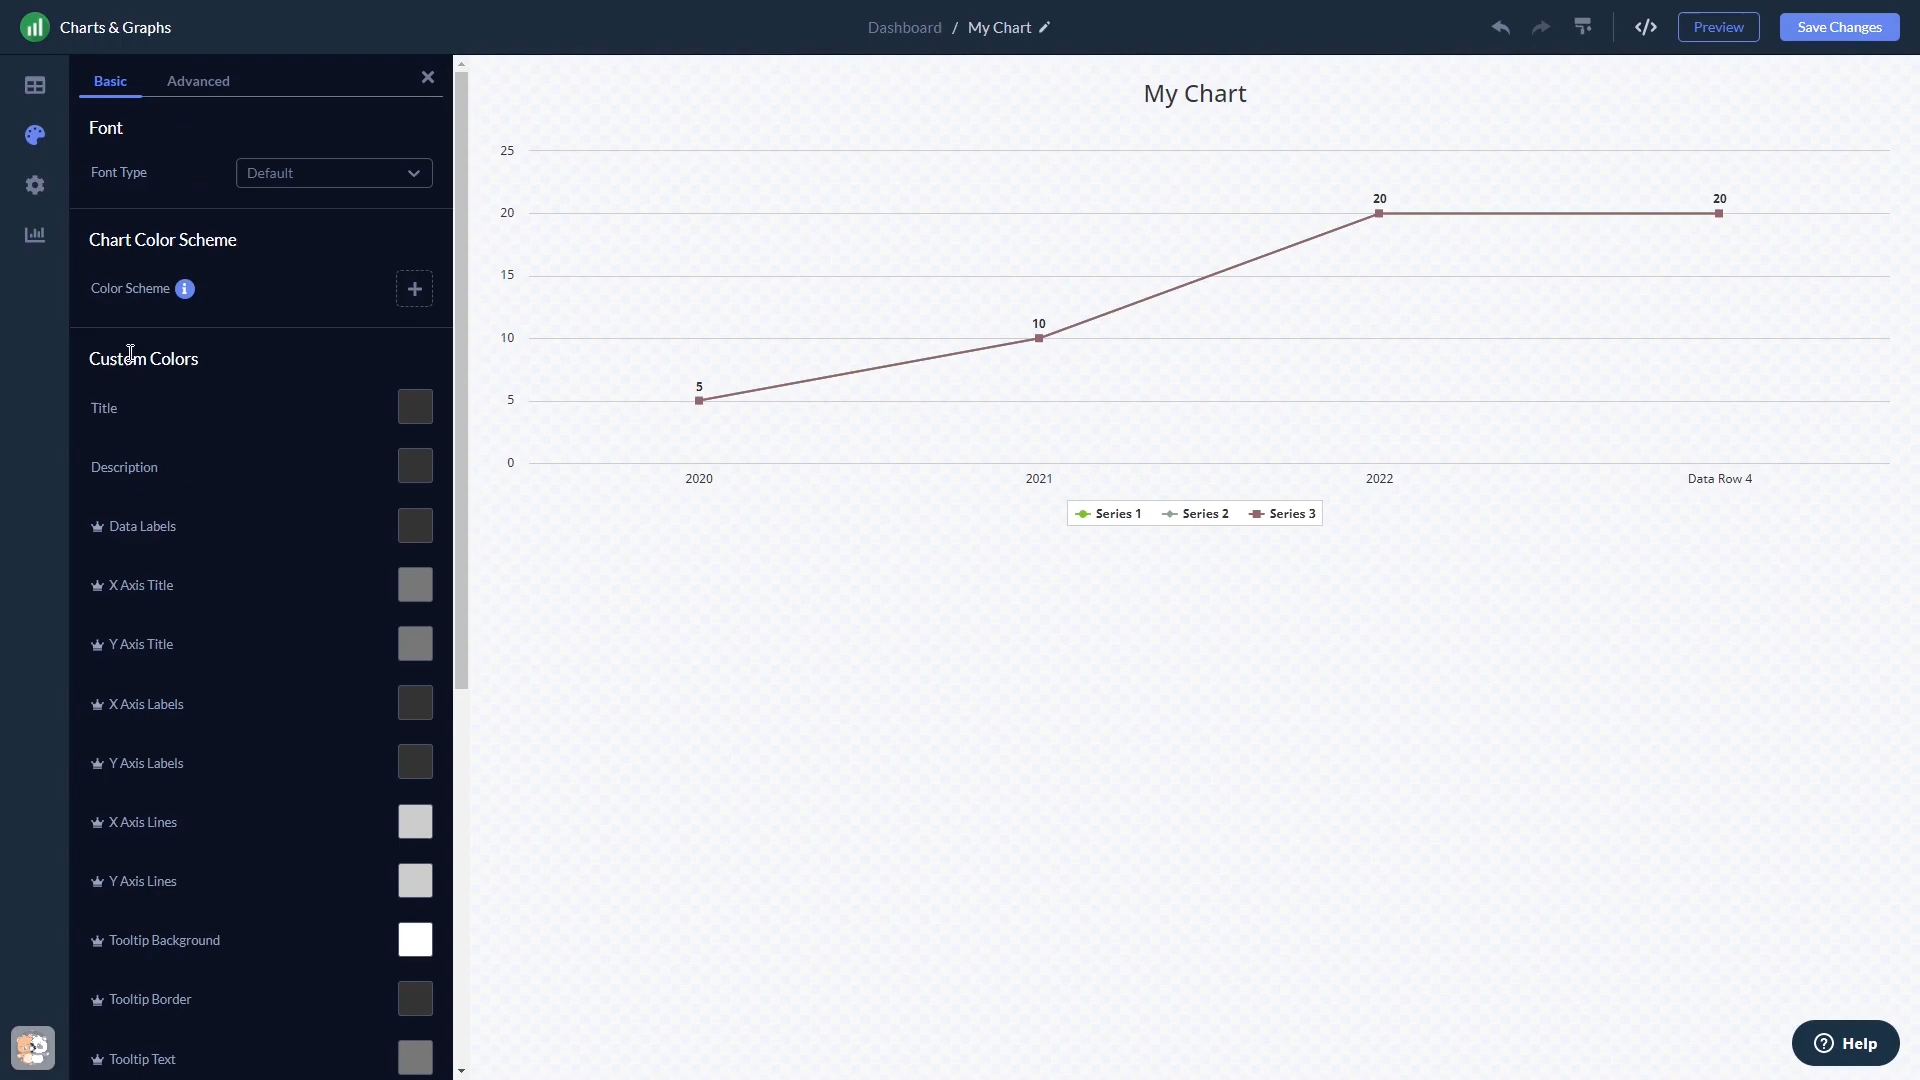 Charts & Graphs
Dashboard / My Chart
Preview
Save Changes
Basic
Advanced
Font
Font Type
Default
Chart Color Scheme
Color Scheme
Custom Colors
Title
Description
Data Labels
X Axis Title
Y Axis Title
X Axis Labels
Y Axis Labels
X Axis Lines
Y Axis Lines
Tooltip Background
Tooltip Border
Tooltip Text
My Chart
25
20
15
10
5
0
5
10
20
20
2020
2021
2022
Data Row 4
Series 1
Series 2
Series 3
Help